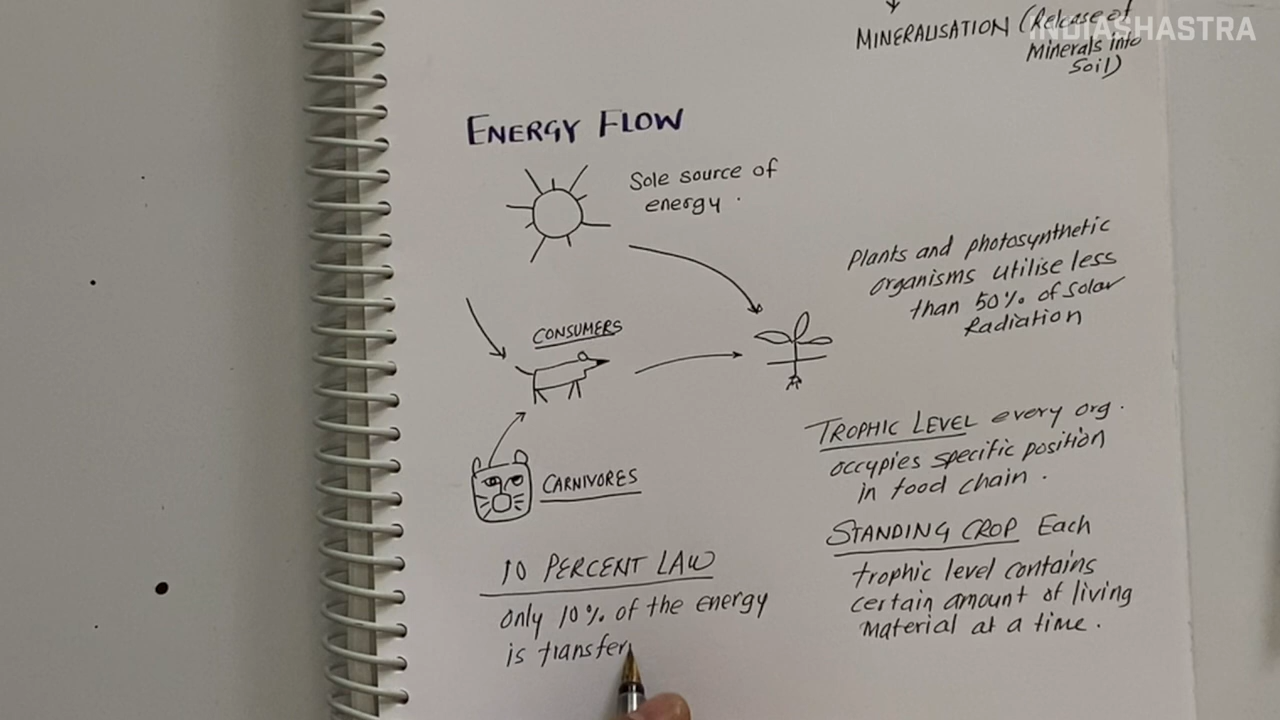 MINERALISATION (Release of
Minerals into
Soil)
INDIASHASTRA
ENERGY FLOW
Sole source of
energy .
Plants and photosynthetic
organisms utilise less
than 50% of solar
Radiation
CONSUMERS
CARNIVORES
TROPHIC LEVEL every org .
occupies specific position
in food chain .
STANDING CROP Each
trophic level contains
certain amount of living
Material at a time .
10 PERCENT LAW
only 10% of the energy
is transfer